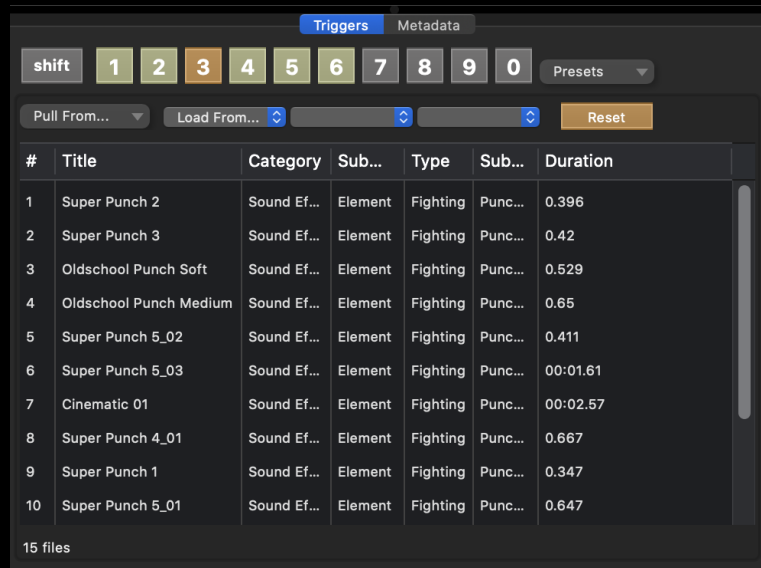 Triggers Metadata
shift 1 2 3 4 5 6 7 8 9 0 Presets
Pull From... Load From... Reset
# Title Category Sub... Type Sub... Duration
1 Super Punch 2 Sound Ef... Element Fighting Punc... 0.396
2 Super Punch 3 Sound Ef... Element Fighting Punc... 0.42
3 Oldschool Punch Soft Sound Ef... Element Fighting Punc... 0.529
4 Oldschool Punch Medium Sound Ef... Element Fighting Punc... 0.65
5 Super Punch 5_02 Sound Ef... Element Fighting Punc... 0.411
6 Super Punch 5_03 Sound Ef... Element Fighting Punc... 00:01.61
7 Cinematic 01 Sound Ef... Element Fighting Punc... 00:02.57
8 Super Punch 4_01 Sound Ef... Element Fighting Punc... 0.667
9 Super Punch 1 Sound Ef... Element Fighting Punc... 0.347
10 Super Punch 5_01 Sound Ef... Element Fighting Punc... 0.647
15 files